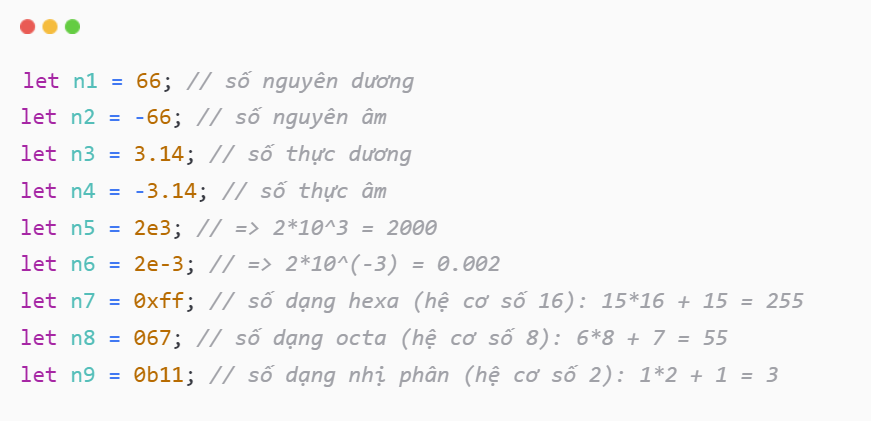 let n1 = 66; // số nguyên dương
let n2 = -66; // số nguyên âm
let n3 = 3.14; // số thực dương
let n4 = -3.14; // số thực âm
let n5 = 2e3; // => 2*10^3 = 2000
let n6 = 2e-3; // => 2*10^(-3) = 0.002
let n7 = 0xff; // số dạng hexa (hệ cơ số 16): 15*16 + 15 = 255
let n8 = 067; // số dạng octa (hệ cơ số 8): 6*8 + 7 = 55
let n9 = 0b11; // số dạng nhị phân (hệ cơ số 2): 1*2 + 1 = 3